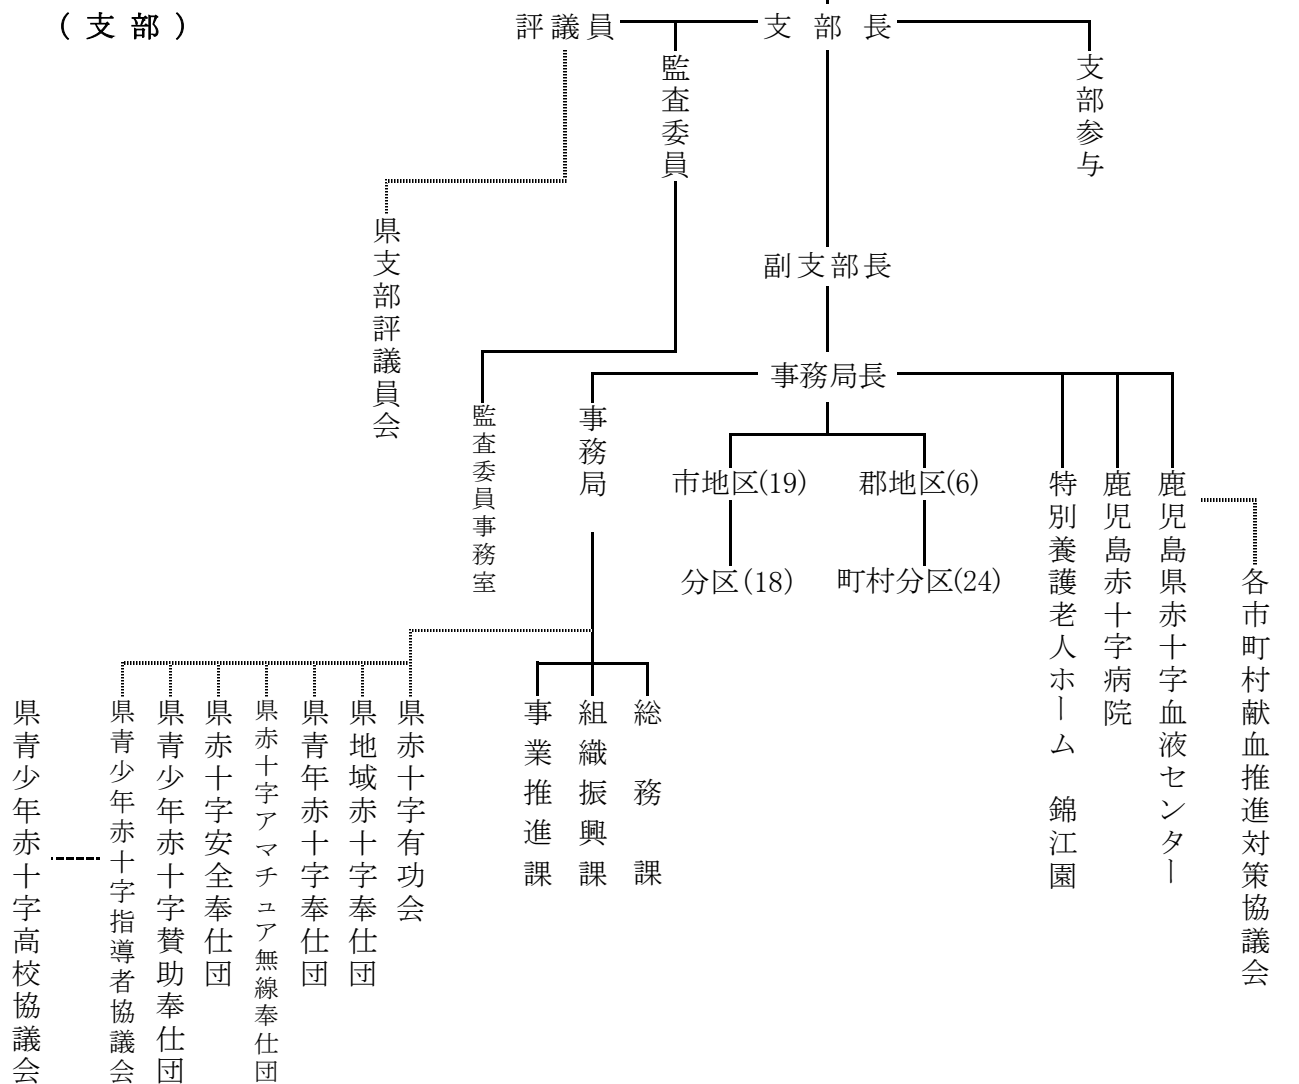 (支部)
評議員
支部長
監査委員
支部参与
県支部評議員会
副支部長
事務局長
監査委員事務室
事務局
市地区(19)
郡地区(6)
分区(18)
町村分区(24)
特別養護老人ホーム 錦江園
鹿児島赤十字病院
鹿児島県赤十字血液センター
各市町村献血推進対策協議会
県青少年赤十字高校協議会
県青少年赤十字指導者協議会
県青少年赤十字賛助奉仕団
県赤十字安全奉仕団
県赤十字アマチュア無線奉仕団
県青年赤十字奉仕団
県地域赤十字奉仕団
県赤十字有功会
事業推進課
組織振興課
総務課